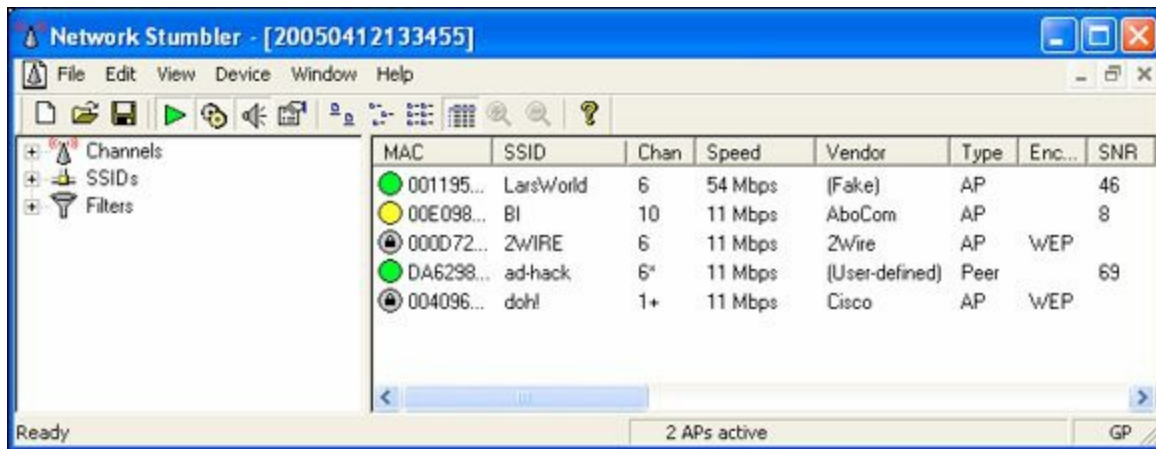 Network Stumbler - [20050412133455]
File Edit View Device Window Help
Channels
SSIDs
Filters
MAC SSID Chan Speed Vendor Type Enc... SNR
001195... LarsWorld 6 54 Mbps (Fake) AP 46
00E098... BI 10 11 Mbps AboCom AP 8
000D72... 2WIRE 6 11 Mbps 2Wire AP WEP
DA6298... ad-hack 6* 11 Mbps (User-defined) Peer 69
004096... doh! 1+ 11 Mbps Cisco AP WEP
Ready 2 APs active GP